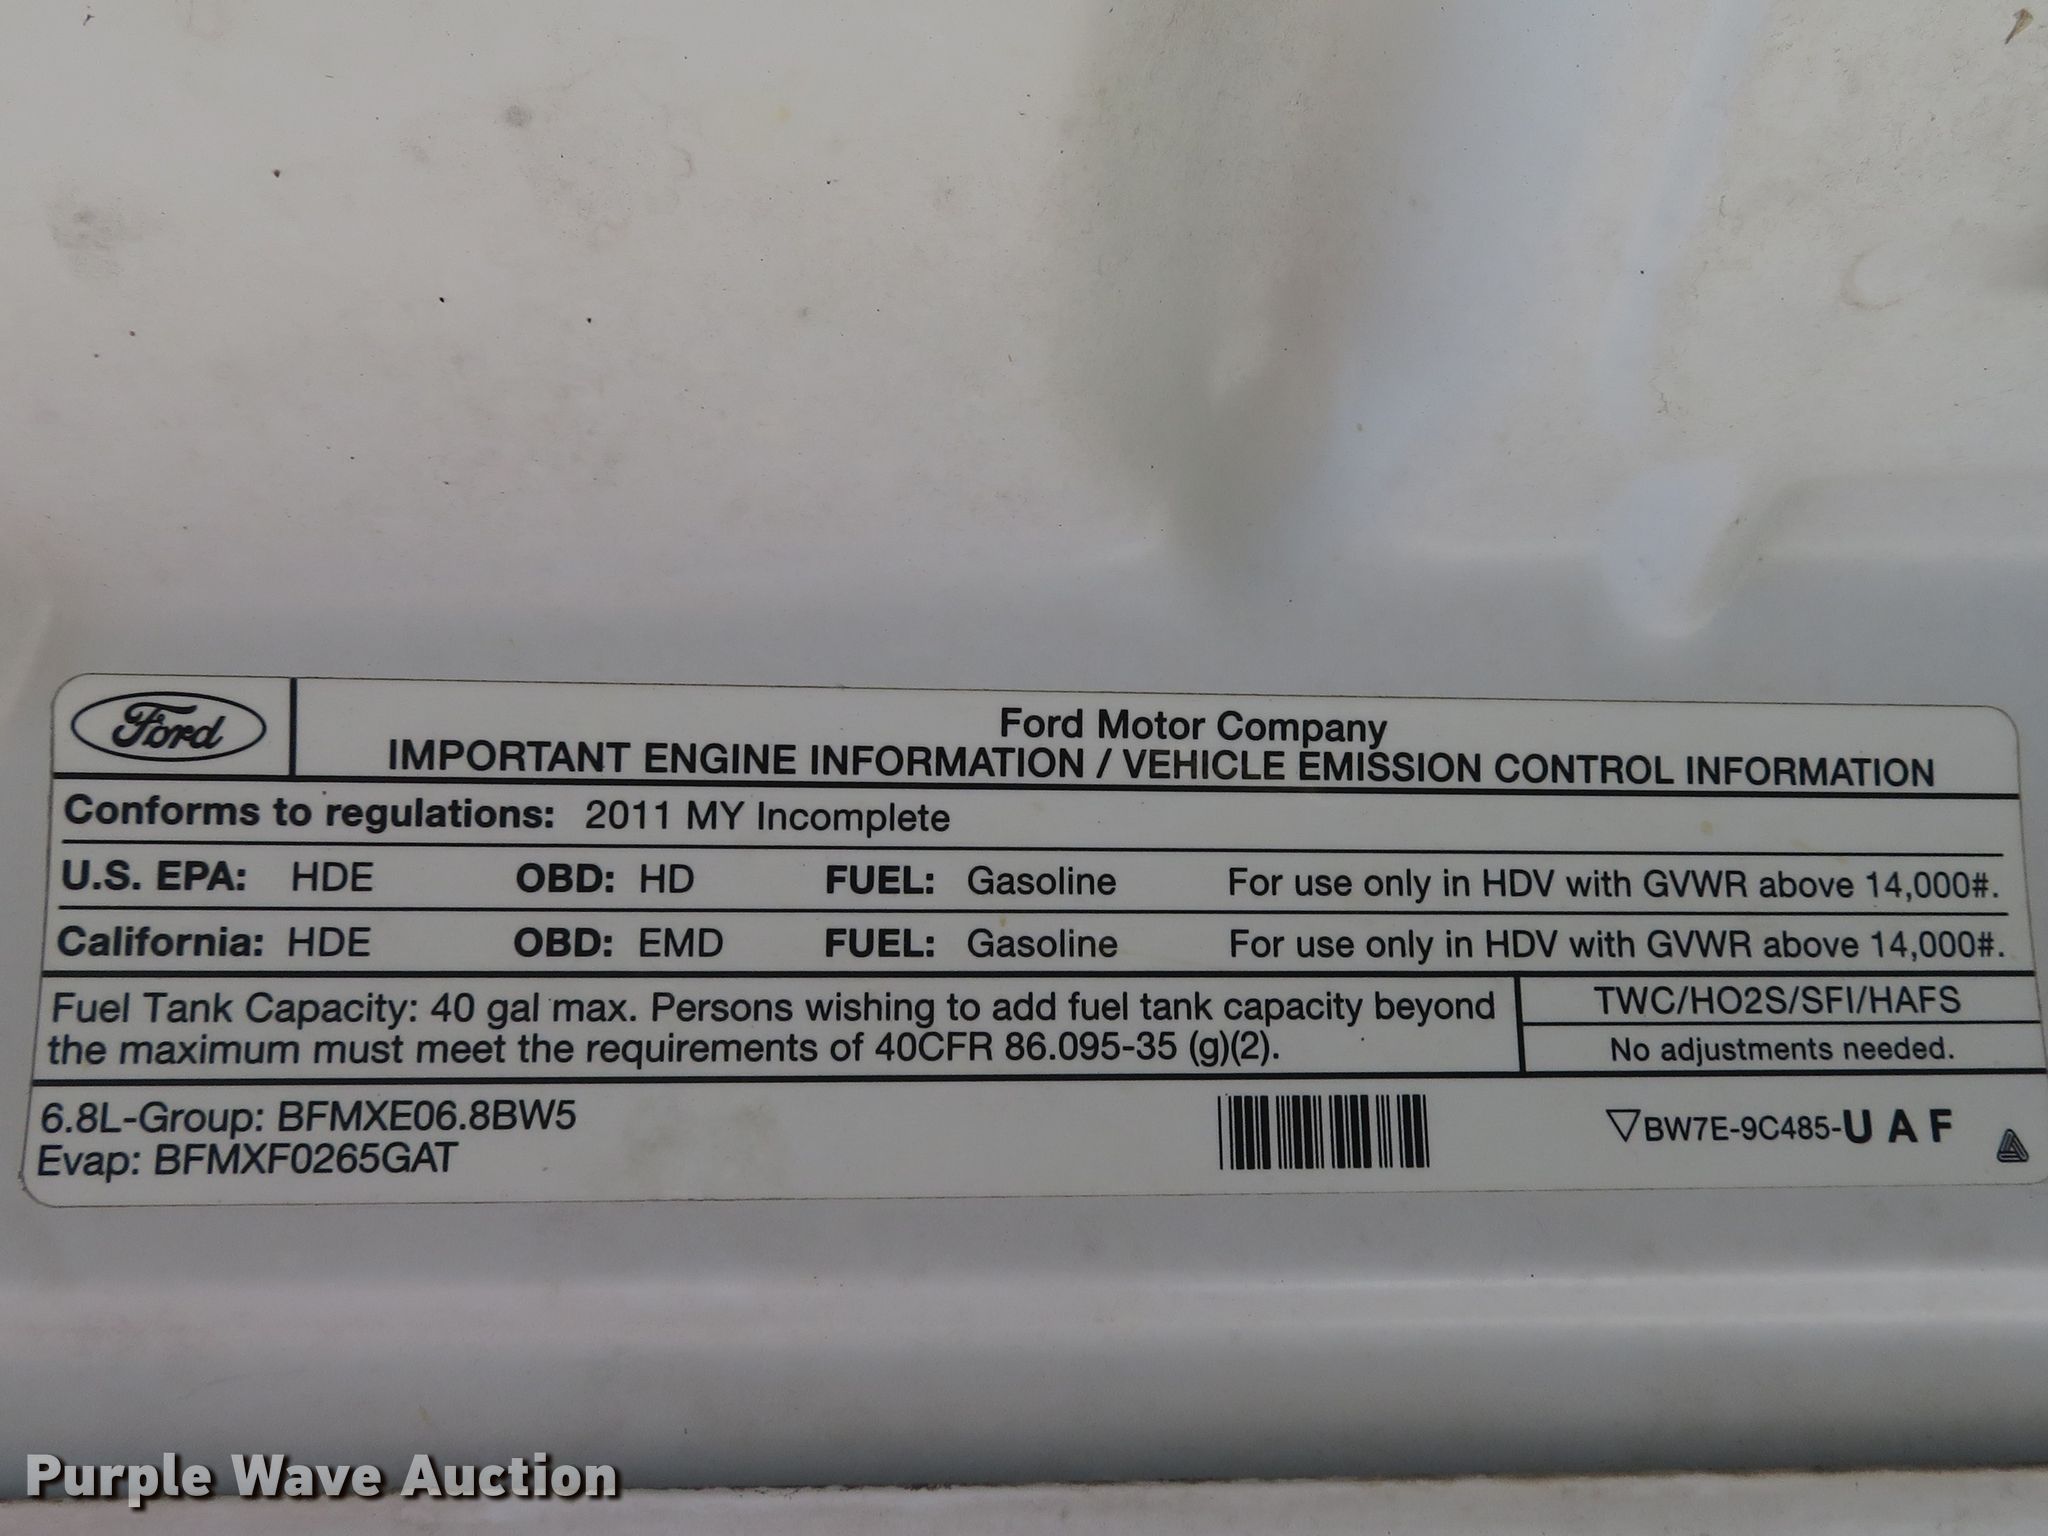 Ford
Ford Motor Company
IMPORTANT ENGINE INFORMATION / VEHICLE EMISSION CONTROL INFORMATION
Conforms to regulations: 2011 MY Incomplete
U.S. EPA: HDE OBD: HD FUEL: Gasoline For use only in HDV with GVWR above 14,000#.
California: HDE OBD: EMD FUEL: Gasoline For use only in HDV with GVWR above 14,000#.
Fuel Tank Capacity: 40 gal max. Persons wishing to add fuel tank capacity beyond
the maximum must meet the requirements of 40CFR 86.095-35 (g)(2).
TWC/HO2S/SFI/HAFS
No adjustments needed.
6.8L-Group: BFMXE06.8BW5
Evap: BFMXF0265GAT
▽BW7E-9C485-U A F
Purple Wave Auction